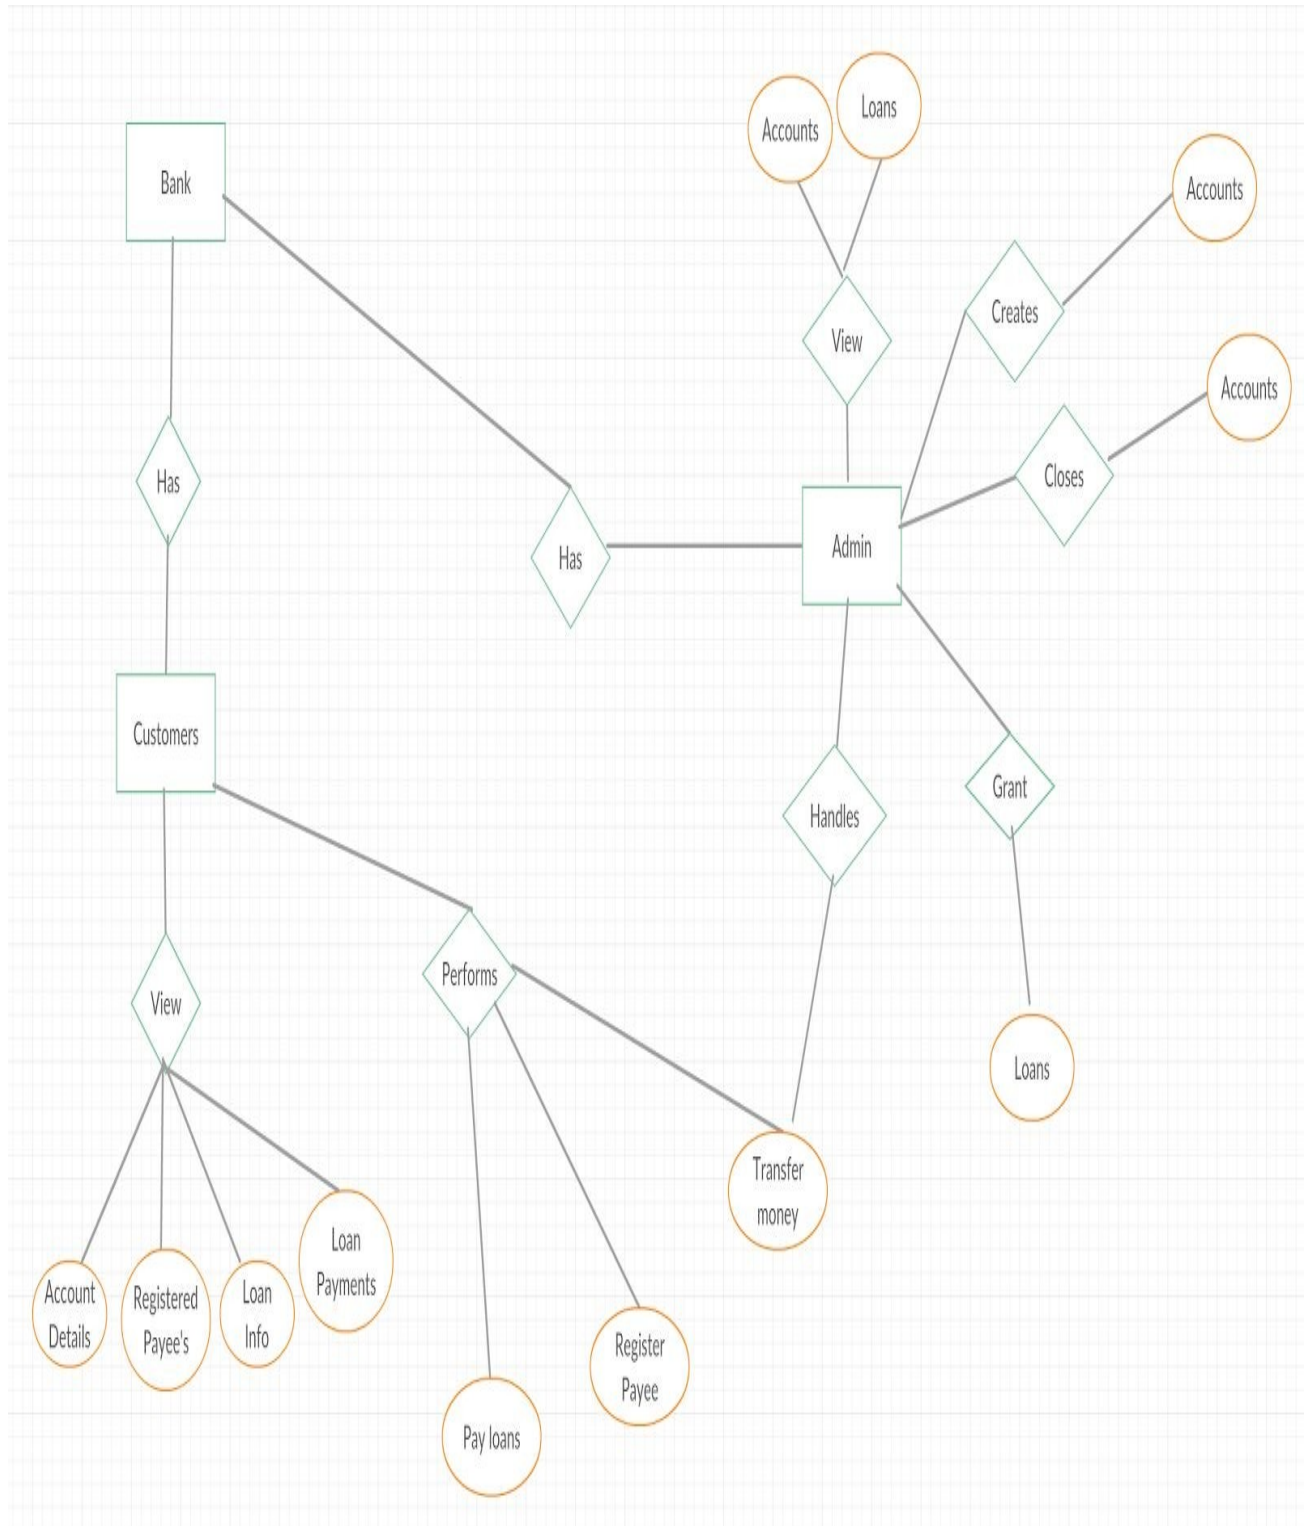 Loans
Accounts
Bank
Accounts
Creates
View
Accounts
Closes
Has
Has
Admin
Customers
Grant
Handles
Performs
View
Loans
Transfer
money
Loan
Payments
Account
Details
Registered
Payee's
Loan
Info
Register
Payee
Pay loans